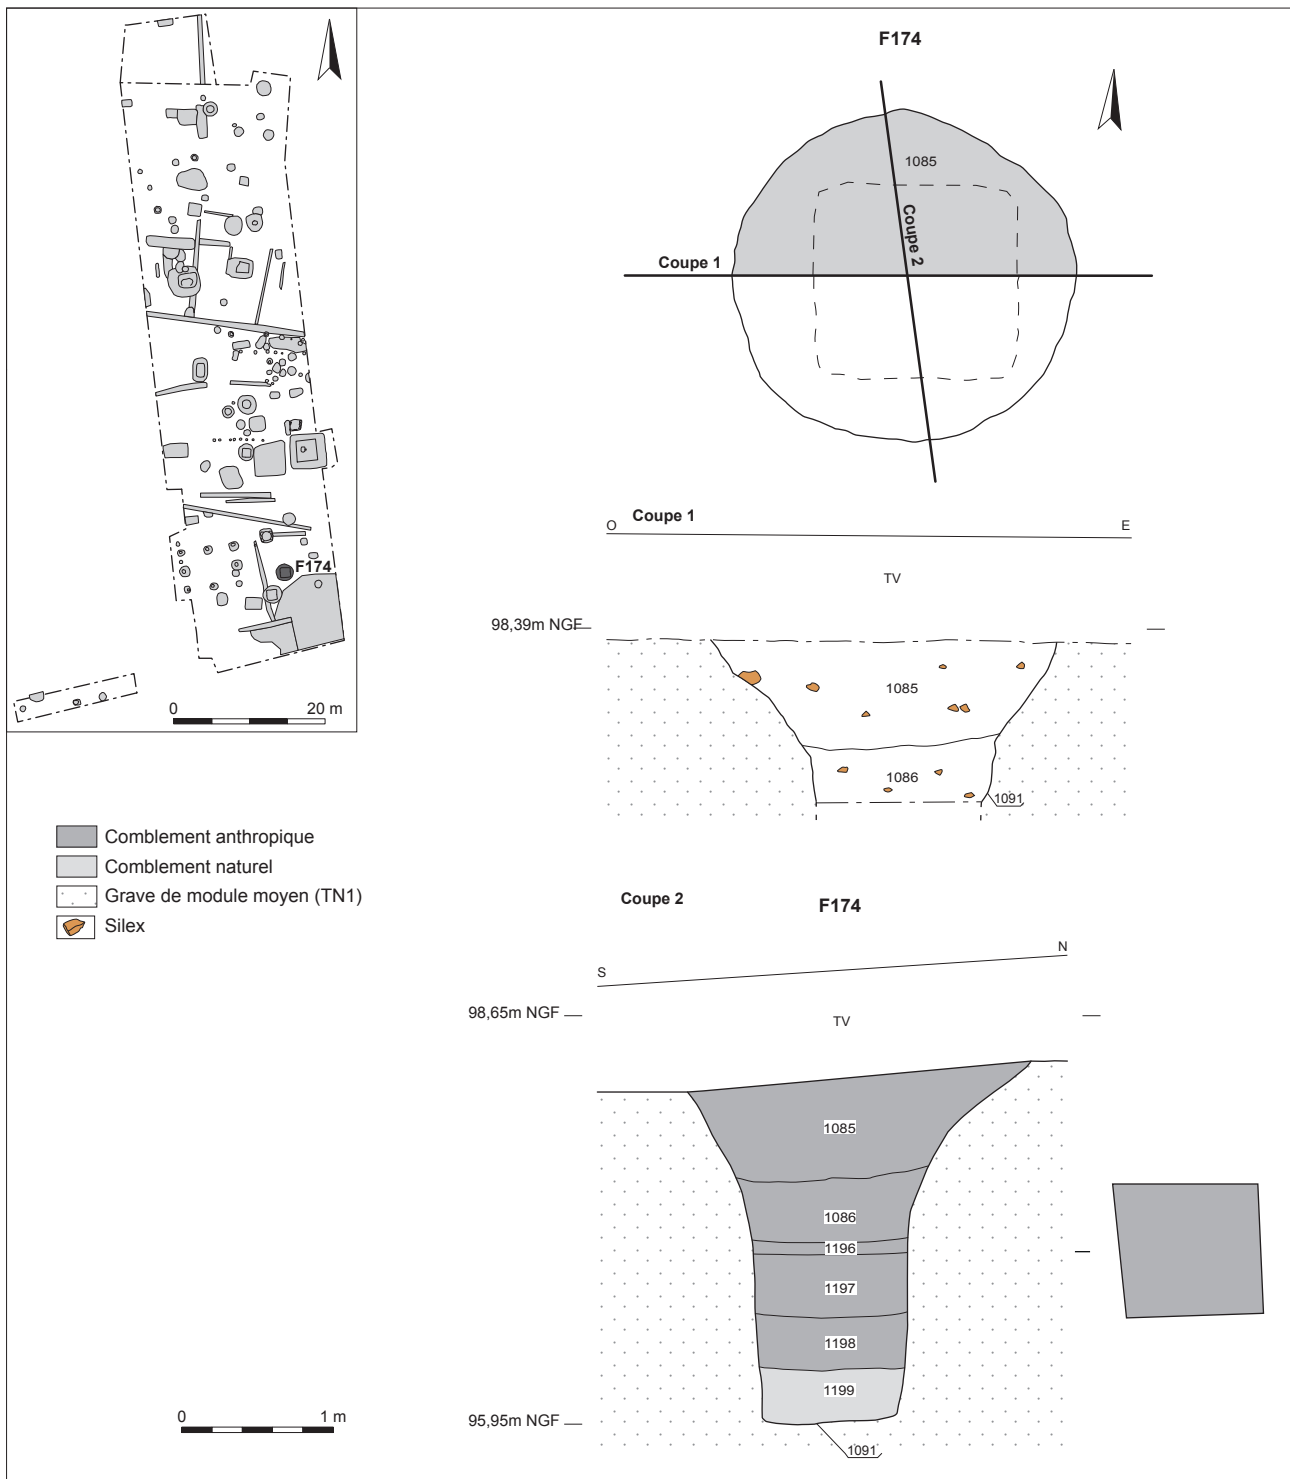 F174
0
20 m
F174
1085
Coupe 2
Coupe 1
Coupe 1
O
E
TV
98,39m NGF
1085
1086
1091
Comblement anthropique
Comblement naturel
Grave de module moyen (TN1)
Silex
Coupe 2
F174
S
N
98,65m NGF
TV
1085
1086
1196
1197
1198
1199
95,95m NGF
1091
0
1 m